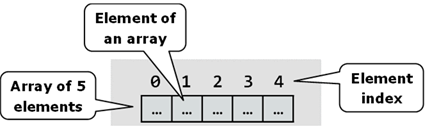 Element of
an array
Array of 5
elements
0 1 2 3 4
... ... ... ... ...
Element
index